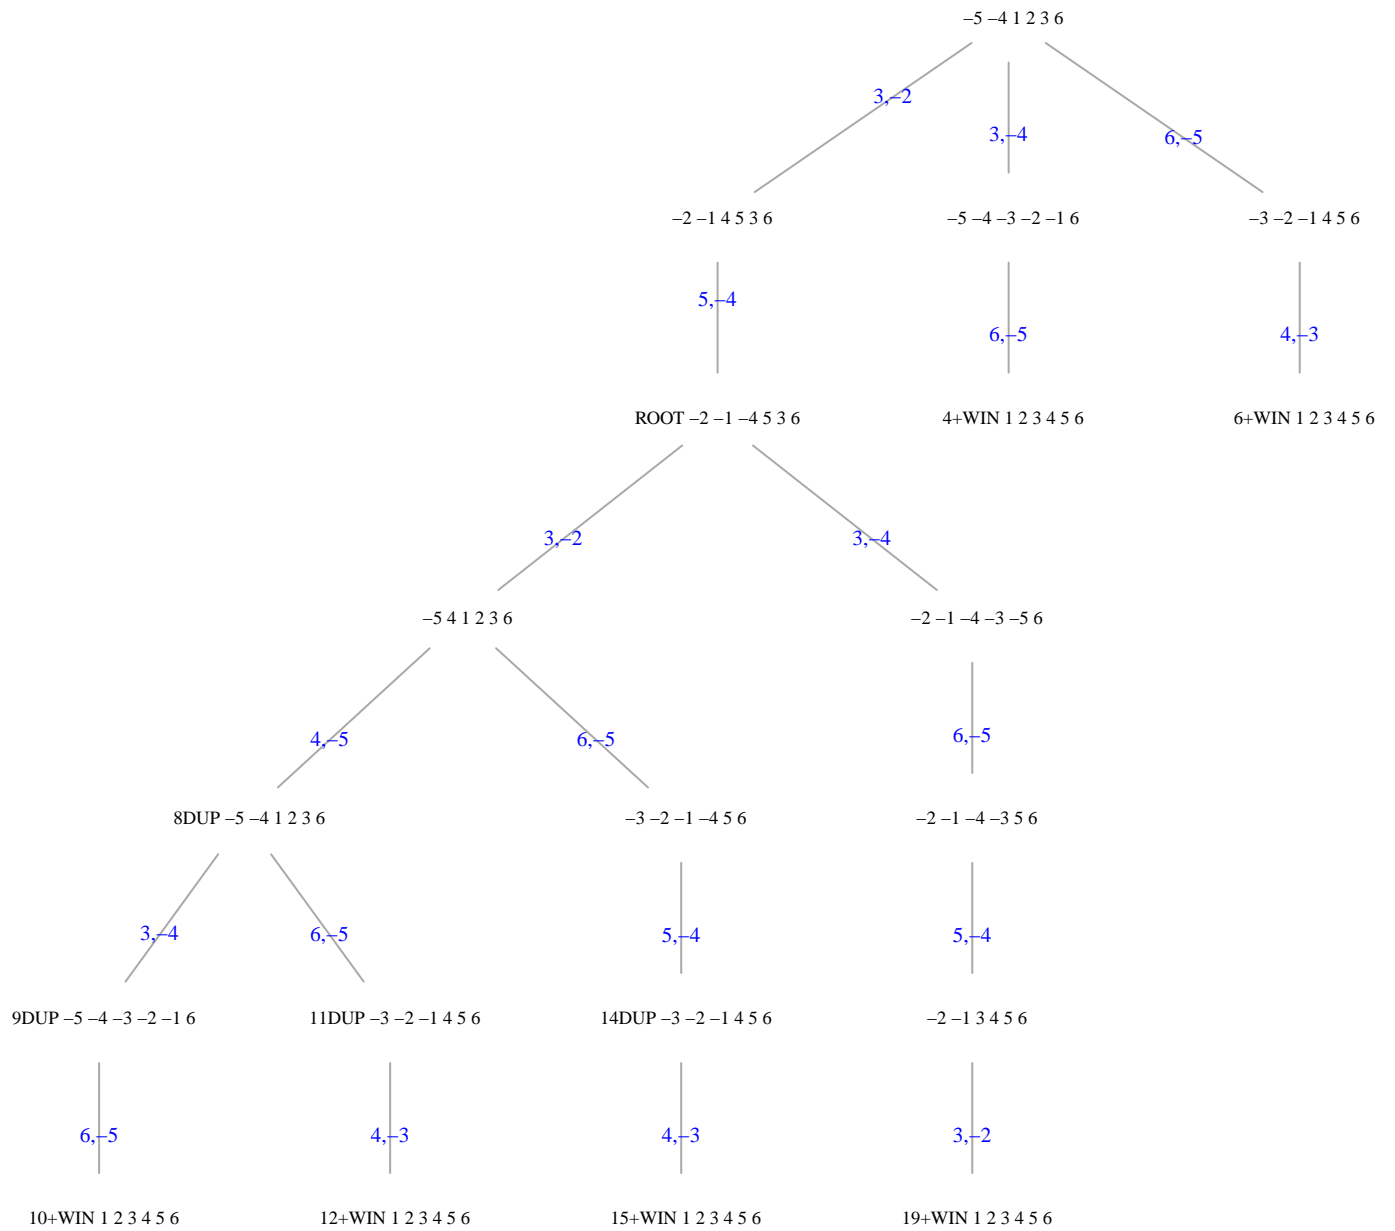 –5 –4 1 2 3 6
3,–2
3,–4
6,–5
–2 –1 4 5 3 6
–5 –4 –3 –2 –1 6
–3 –2 –1 4 5 6
5,–4
6,–5
4,–3
ROOT –2 –1 –4 5 3 6
4+WIN 1 2 3 4 5 6
6+WIN 1 2 3 4 5 6
3,–2
3,–4
–5 4 1 2 3 6
–2 –1 –4 –3 –5 6
4,–5
6,–5
6,–5
8DUP –5 –4 1 2 3 6
–3 –2 –1 –4 5 6
–2 –1 –4 –3 5 6
3,–4
6,–5
5,–4
5,–4
9DUP –5 –4 –3 –2 –1 6
11DUP –3 –2 –1 4 5 6
14DUP –3 –2 –1 4 5 6
–2 –1 3 4 5 6
6,–5
4,–3
4,–3
3,–2
10+WIN 1 2 3 4 5 6
12+WIN 1 2 3 4 5 6
15+WIN 1 2 3 4 5 6
19+WIN 1 2 3 4 5 6